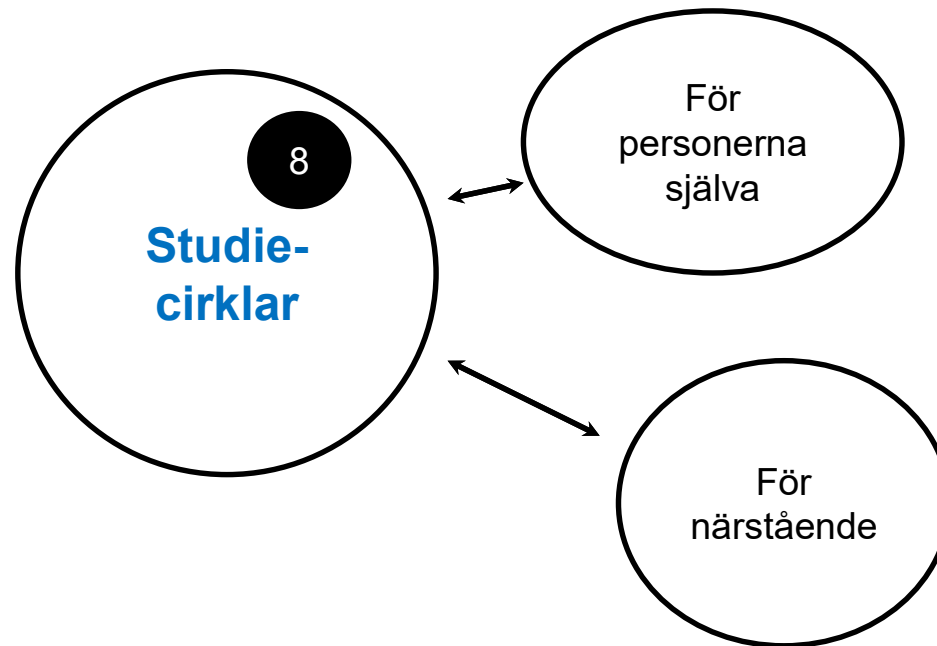 8
Studie-
cirklar
För
personerna
själva
För
närstående